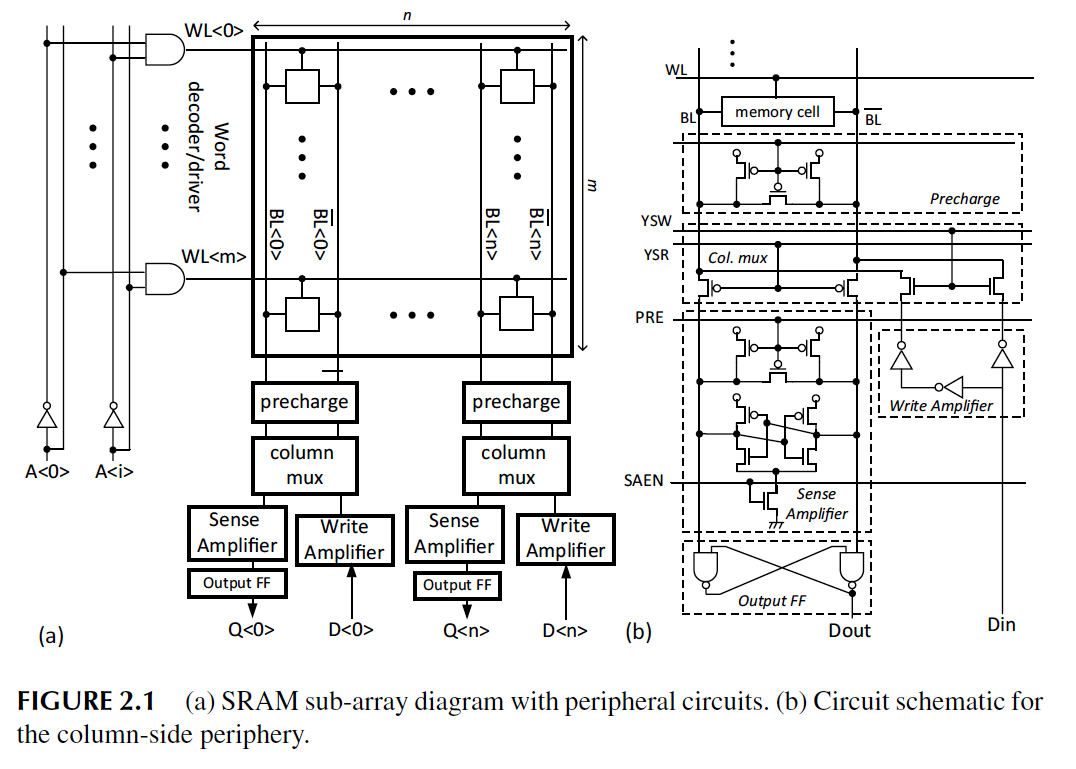 n
WL<0>
Word
decoder/driver
m
BL<0>
BL<0>
BL<n>
BL<n>
WL<m>
precharge
precharge
column
mux
column
mux
A<0>
A<i>
Sense
Amplifier
Write
Amplifier
Sense
Amplifier
Write
Amplifier
Output FF
Output FF
Q<0>
D<0>
Q<n>
D<n>
(a)
WL
memory cell
BL
BL
Precharge
YSW
YSR
Col. mux
PRE
Write Amplifier
SAEN
Sense
Amplifier
Output FF
Dout
Din
(b)
FIGURE 2.1 (a) SRAM sub-array diagram with peripheral circuits. (b) Circuit schematic for
the column-side periphery.